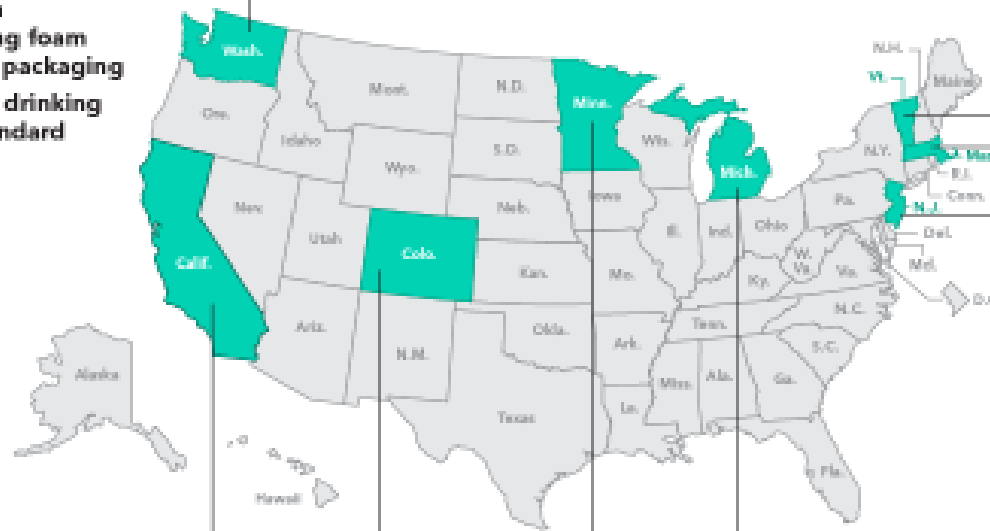 ng foam
packaging
drinking
ndard
Wash.
Ore.
Idaho
Mont.
N.D.
Minn.
S.D.
Wis.
Wyo.
Neb.
Iowa
Mich.
N.H.
Vt.
Maine
N.Y.
R.I.
Conn.
N.J.
Pa.
Del.
Md.
Nev.
Utah
Colo.
Calif.
Kan.
Mo.
Ill.
Ind.
Ohio
W.
Va.
Va.
Ky.
N.C.
Tenn.
S.C.
Ariz.
N.M.
Okla.
Ark.
Texas
La.
Miss.
Ala.
Ga.
Fla.
Alaska
Hawaii